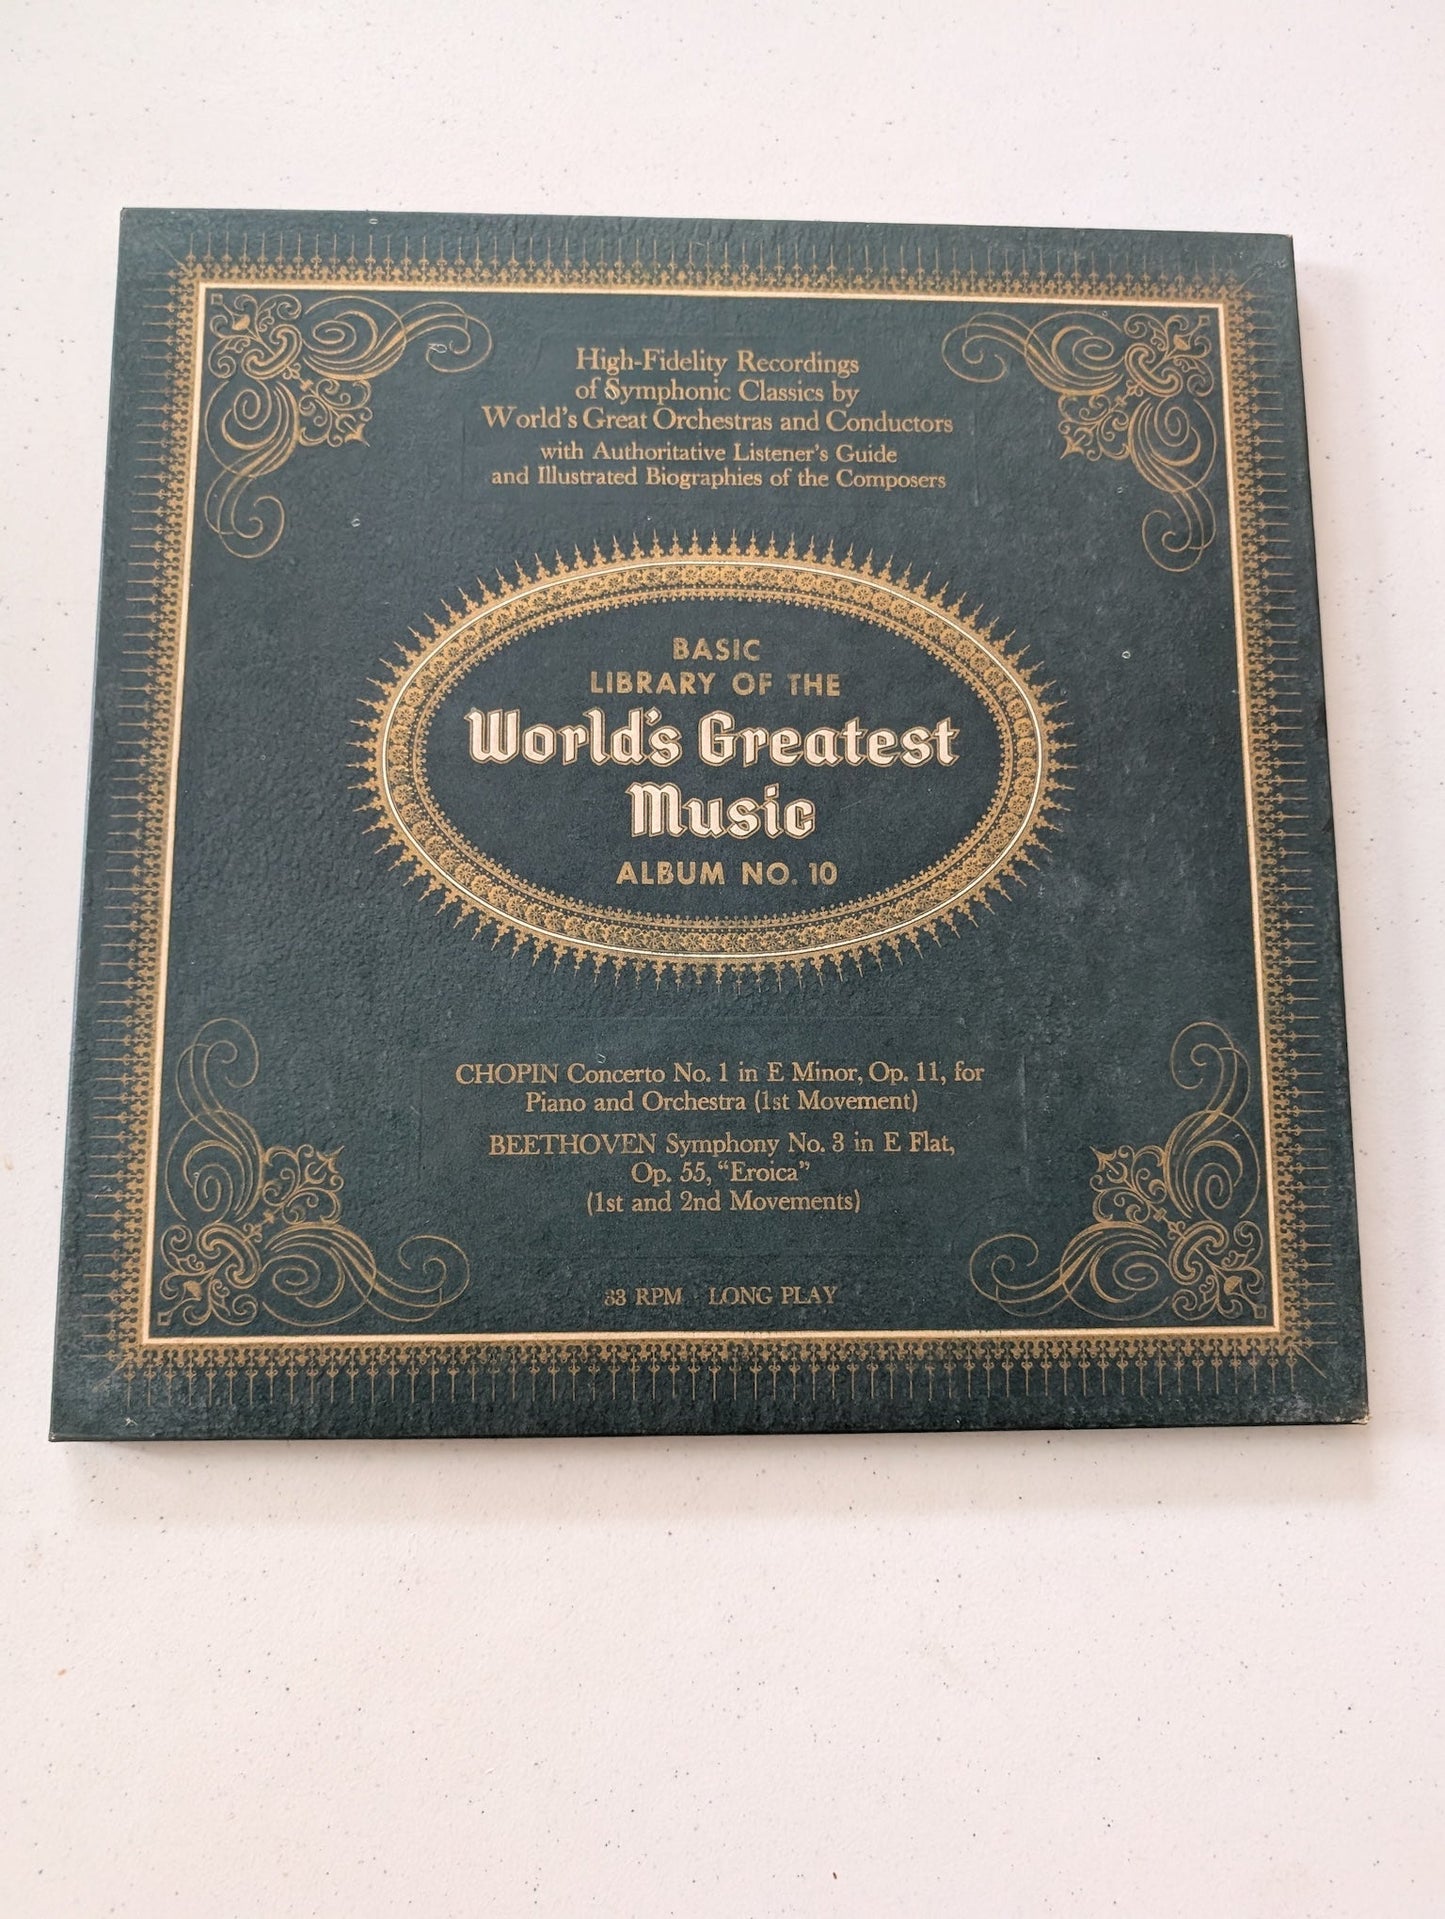 High-Fidelity Recordings
of Symphonic Classics by
World's Great Orchestras and Conductors
with Authoritative Listener's Guide
and Illustrated Biographies of the Composers
BASIC
LIBRARY OF THE
World's Greatest
Music
ALBUM NO. 10
CHOPIN Concerto No. 1 in E Minor, Op. 11, for
Piano and Orchestra (1st Movement)
BEETHOVEN Symphony No. 3 in E Flat,
Op. 55, “Eroica”
(1st and 2nd Movements)
33 RPM · LONG PLAY